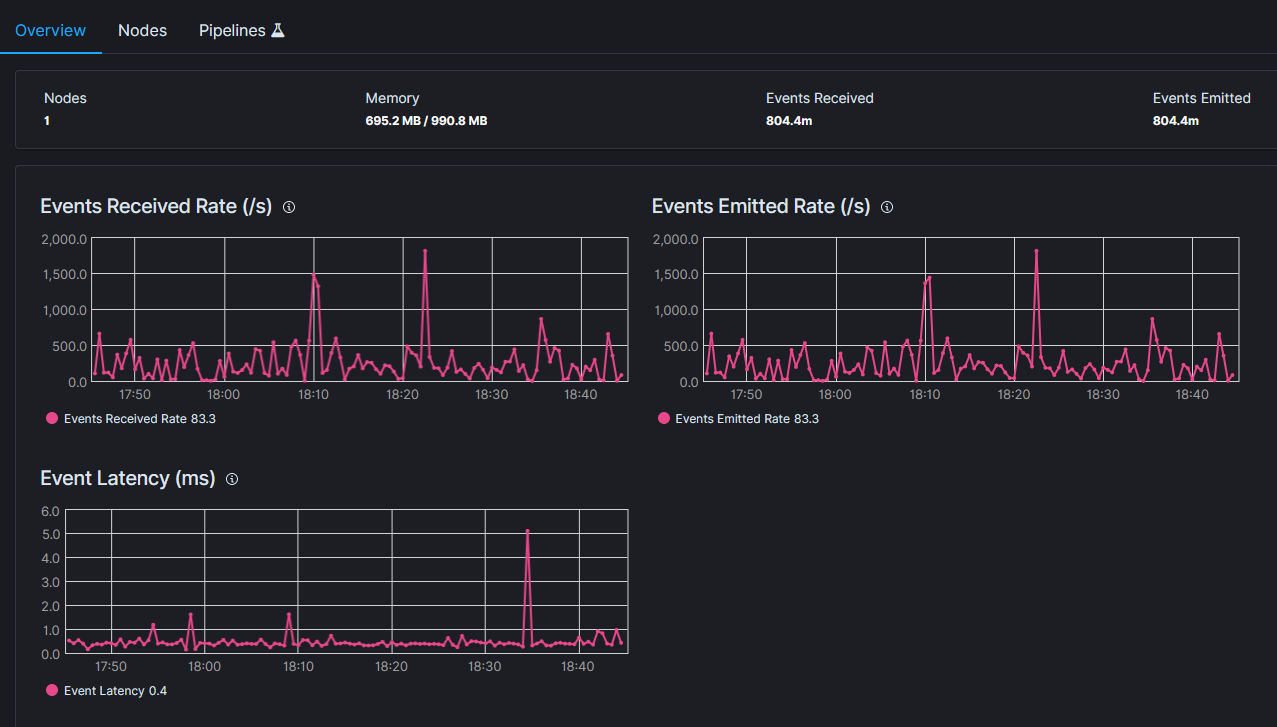 Overview Nodes Pipelines
Nodes Memory Events Received Events Emitted
1 695.2 MB / 990.8 MB 804.4m 804.4m
Events Received Rate (/s)
2,000.0
1,500.0
1,000.0
500.0
0.0
17:50 18:00 18:10 18:20 18:30 18:40
Events Received Rate 83.3
Events Emitted Rate (/s)
2,000.0
1,500.0
1,000.0
500.0
0.0
17:50 18:00 18:10 18:20 18:30 18:40
Events Emitted Rate 83.3
Event Latency (ms)
6.0
5.0
4.0
3.0
2.0
1.0
0.0
17:50 18:00 18:10 18:20 18:30 18:40
Event Latency 0.4